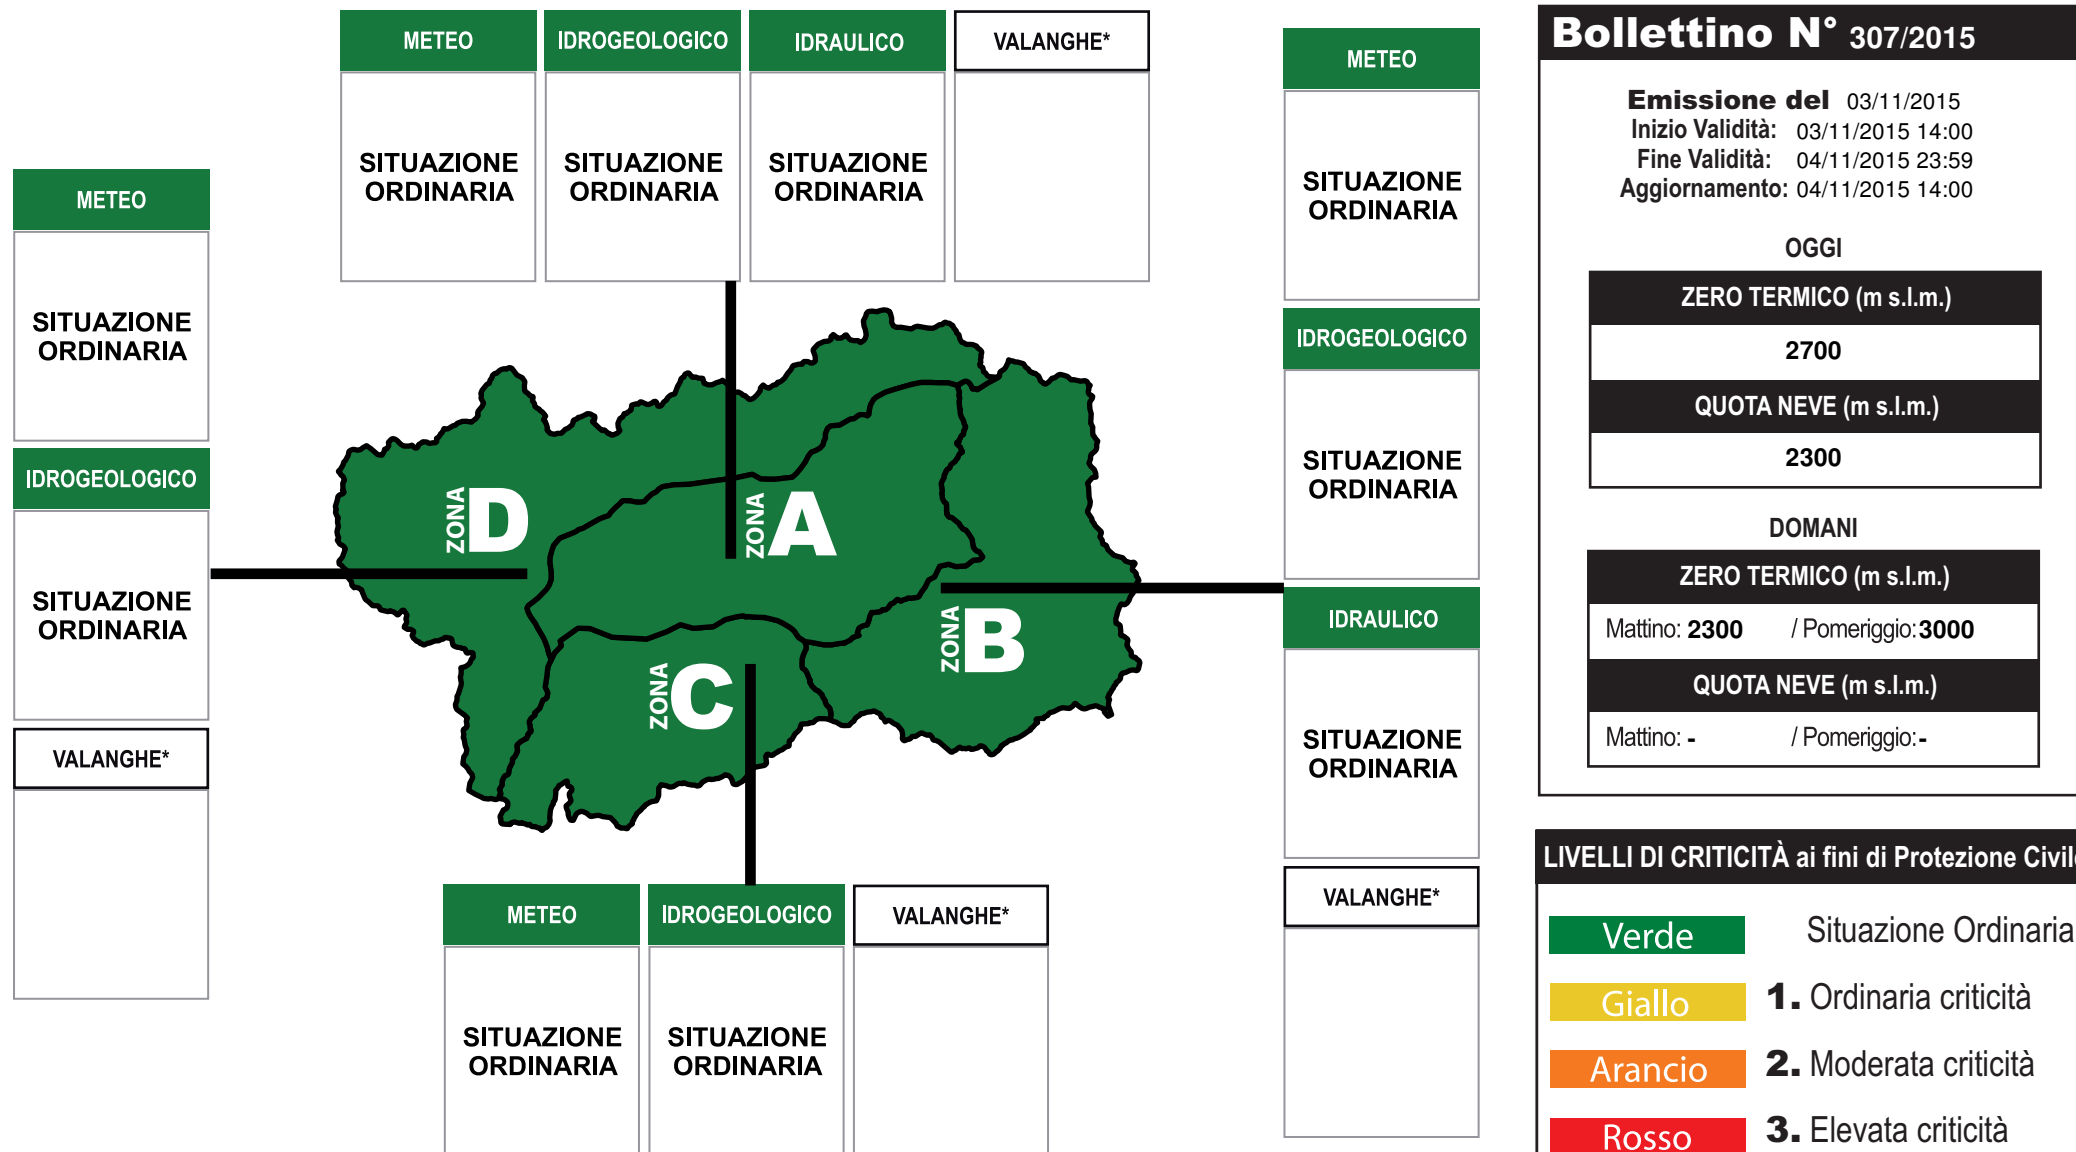 METEO
IDROGEOLOGICO
IDRAULICO
VALANGHE*
SITUAZIONE
ORDINARIA
SITUAZIONE
ORDINARIA
SITUAZIONE
ORDINARIA
METEO
SITUAZIONE
ORDINARIA
IDROGEOLOGICO
SITUAZIONE
ORDINARIA
VALANGHE*
ZONA D
ZONA A
ZONA B
ZONA C
METEO
SITUAZIONE
ORDINARIA
IDROGEOLOGICO
SITUAZIONE
ORDINARIA
IDRAULICO
SITUAZIONE
ORDINARIA
VALANGHE*
METEO
IDROGEOLOGICO
VALANGHE*
SITUAZIONE
ORDINARIA
SITUAZIONE
ORDINARIA
Bollettino N° 307/2015
Emissione del 03/11/2015
Inizio Validità: 03/11/2015 14:00
Fine Validità: 04/11/2015 23:59
Aggiornamento: 04/11/2015 14:00
OGGI
ZERO TERMICO (m s.l.m.)
2700
QUOTA NEVE (m s.l.m.)
2300
DOMANI
ZERO TERMICO (m s.l.m.)
Mattino: 2300 / Pomeriggio: 3000
QUOTA NEVE (m s.l.m.)
Mattino: - / Pomeriggio: -
LIVELLI DI CRITICITÀ ai fini di Protezione Civil
Verde Situazione Ordinaria
Giallo 1. Ordinaria criticità
Arancio 2. Moderata criticità
Rosso 3. Elevata criticità